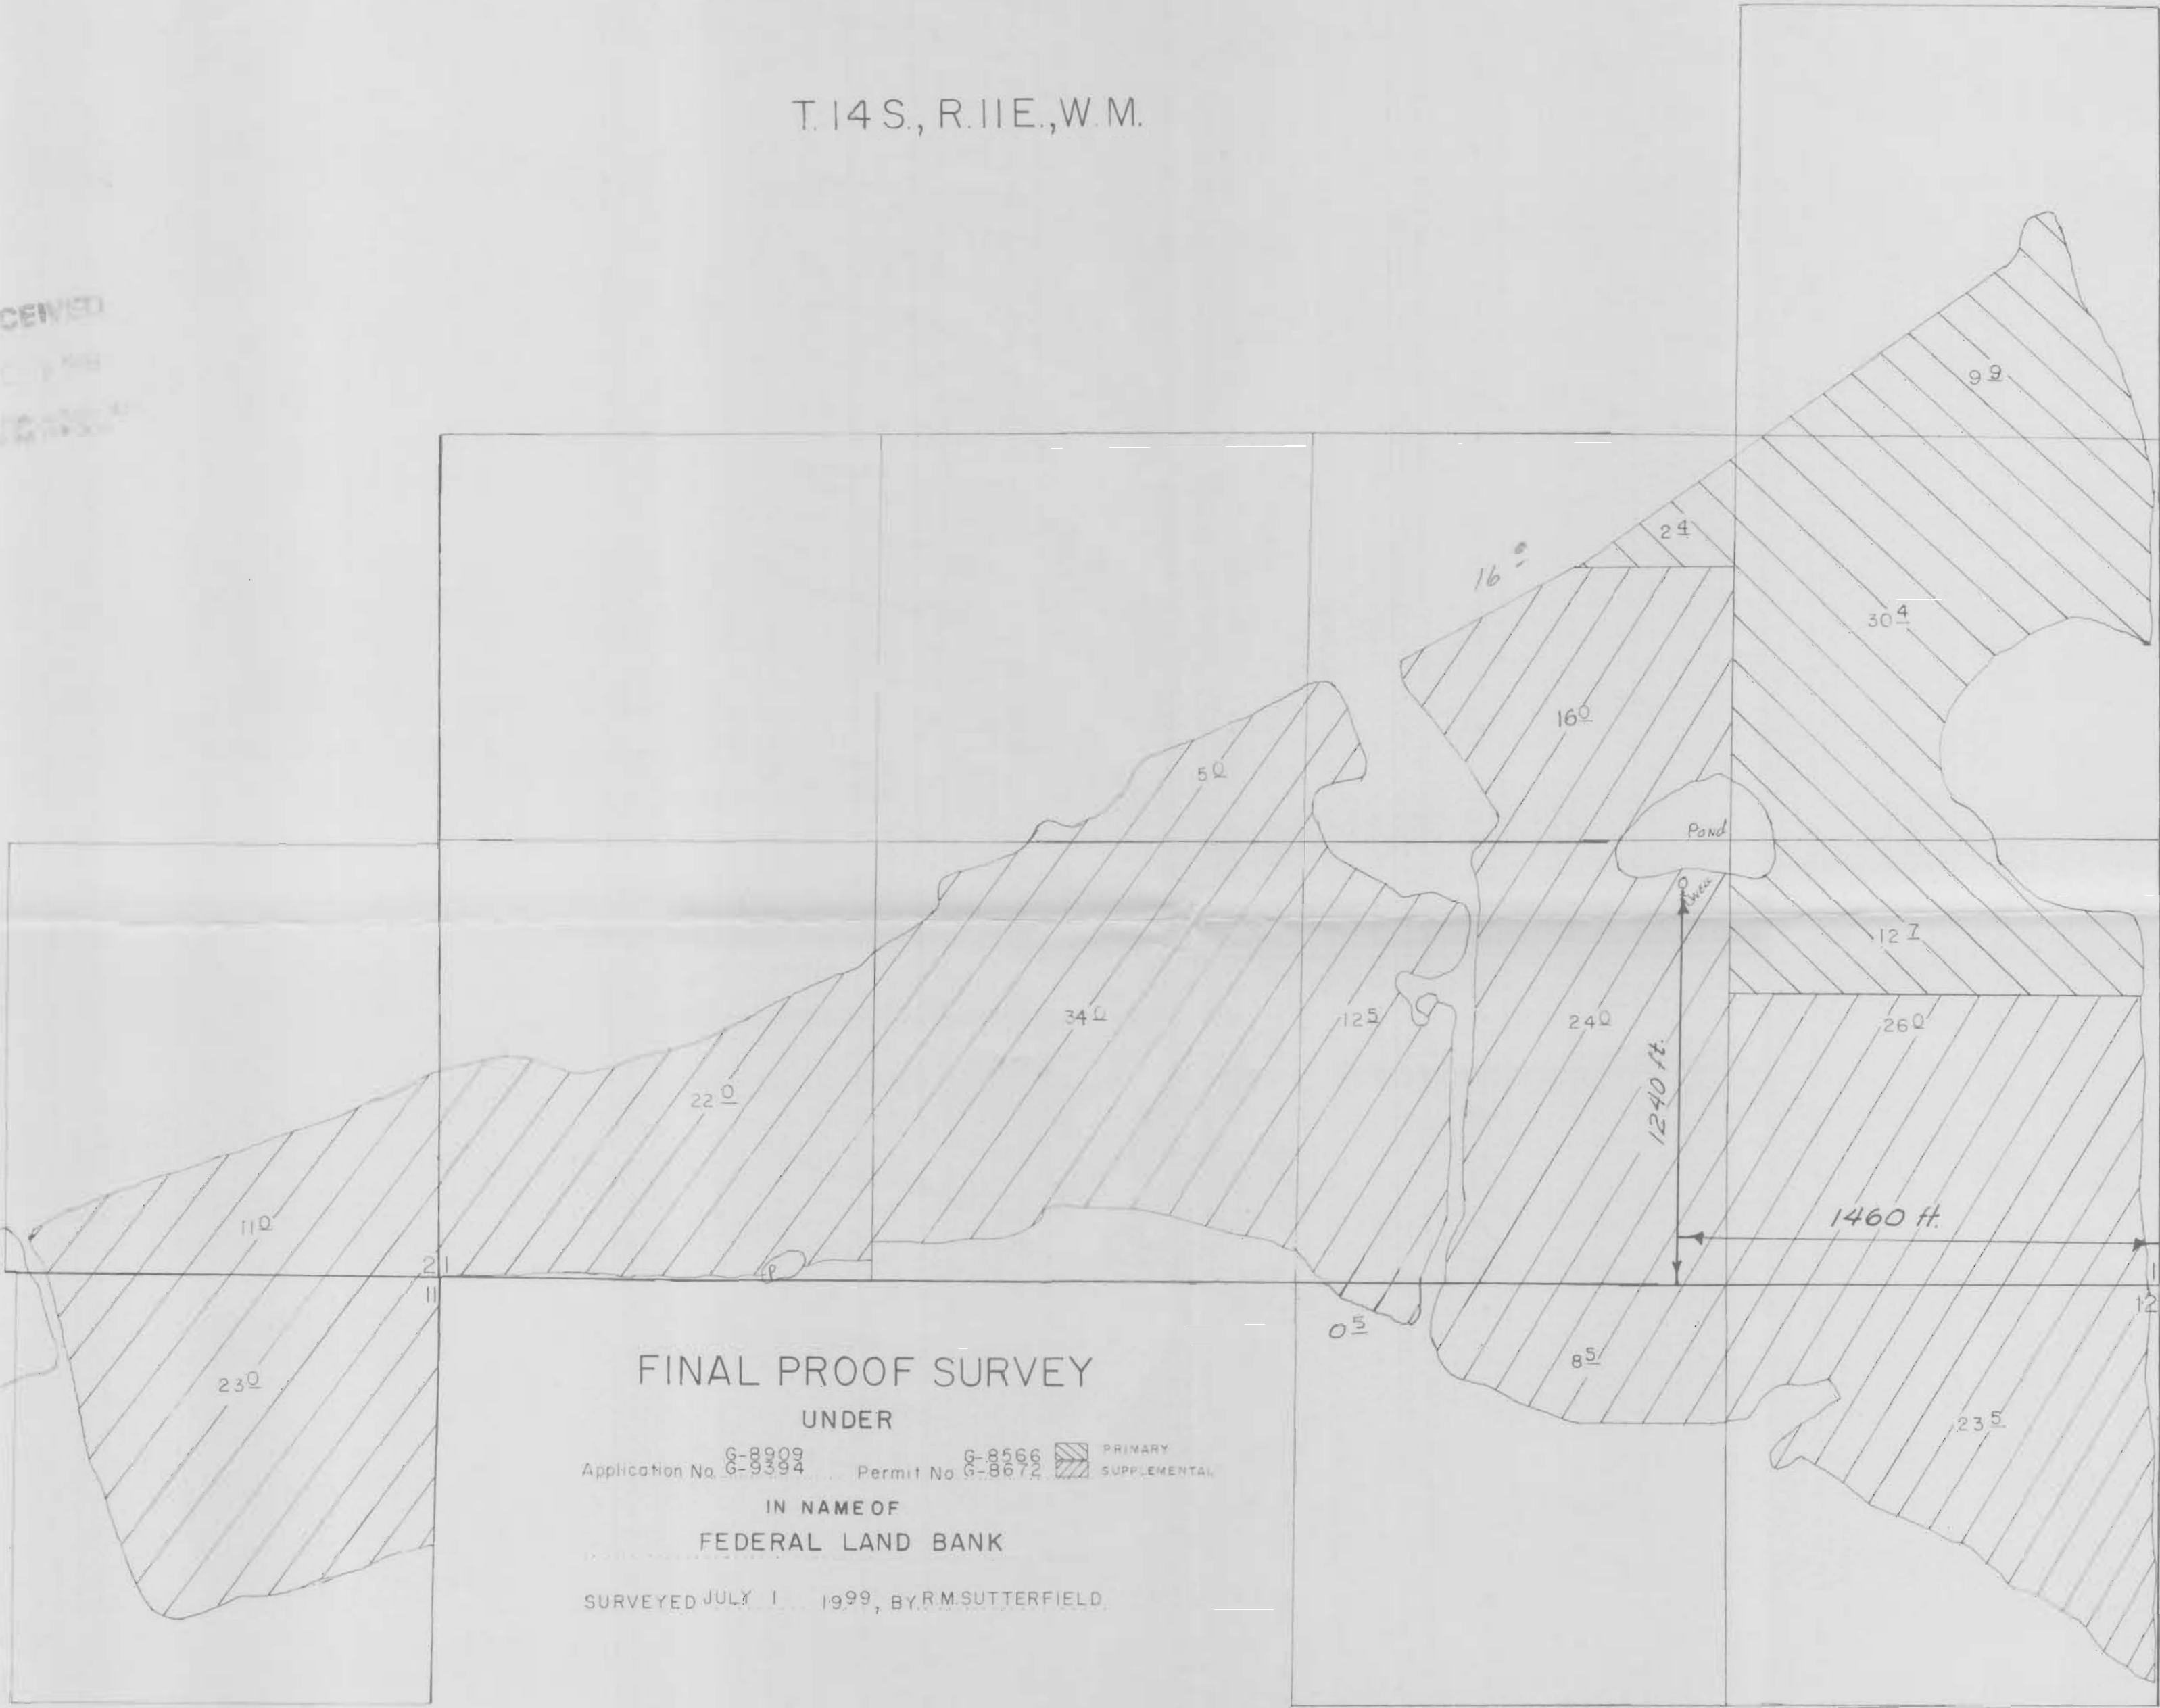 T. 14 S., R. 11 E., W. M.
CEIVED
9 9
2 4
16 0
30 4
16 0
5 0
Pond
Well
12 7
34 0
12 5
24 0
26 0
22 0
1240 ft.
1460 ft.
11 0
2 1
11
1
12
P
0 5
8 5
23 0
23 5
FINAL PROOF SURVEY
UNDER
G-8909 G-8566 PRIMARY
Application No. G-9394 Permit No G-8672 SUPPLEMENTAL
IN NAME OF
FEDERAL LAND BANK
SURVEYED JULY 1 1999, BY R.M. SUTTERFIELD